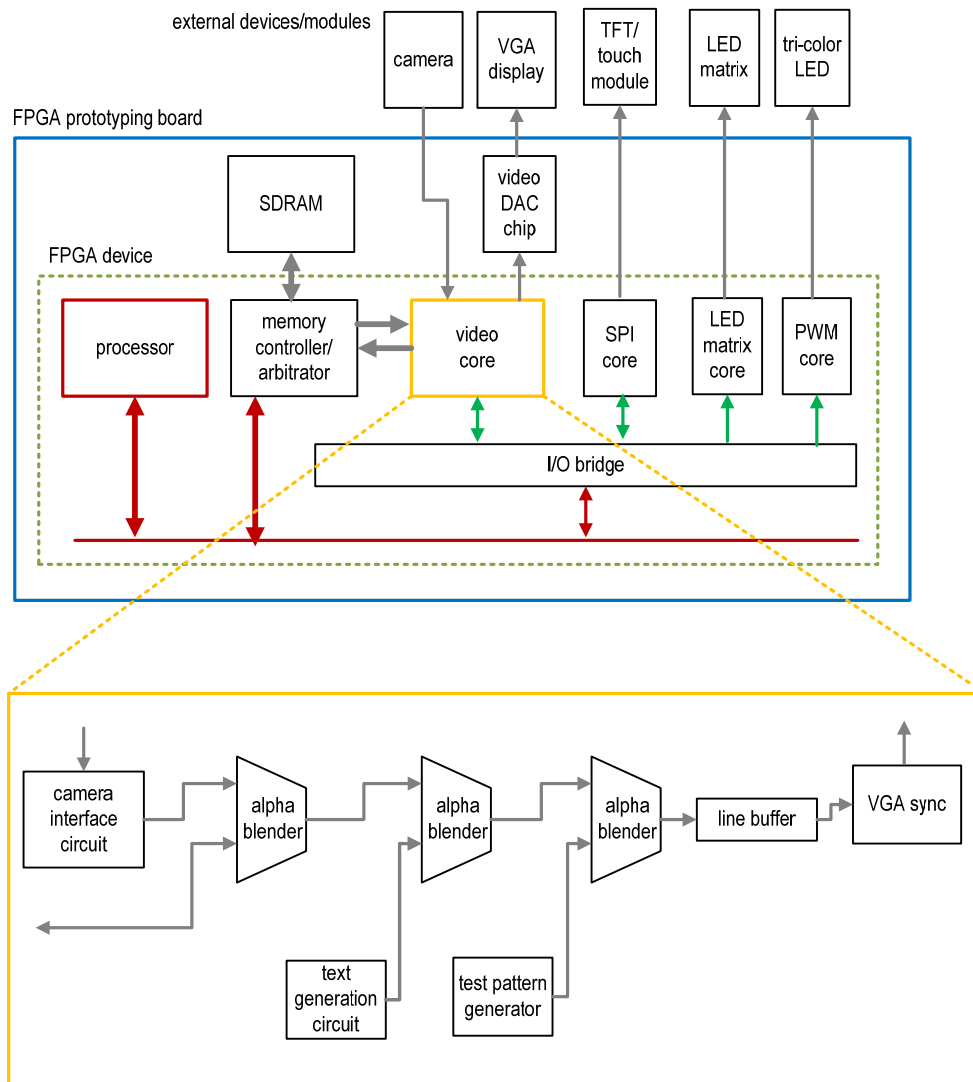 external devices/modules
camera
VGA
display
TFT/
touch
module
LED
matrix
tri-color
LED
FPGA prototyping board
SDRAM
video
DAC
chip
FPGA device
processor
memory
controller/
arbitrator
video
core
SPI
core
LED
matrix
core
PWM
core
I/O bridge
camera
interface
circuit
alpha
blender
alpha
blender
alpha
blender
line buffer
VGA sync
text
generation
circuit
test pattern
generator